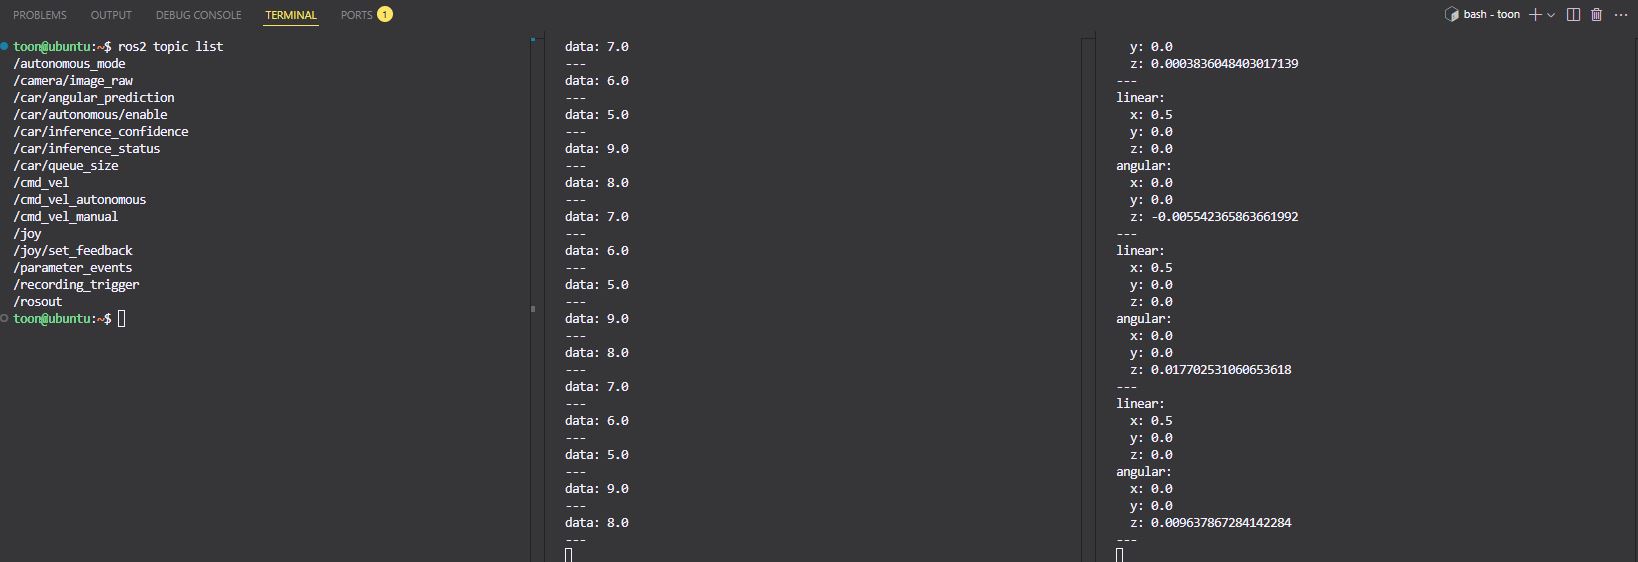 PROBLEMS OUTPUT DEBUG CONSOLE TERMINAL PORTS 1
bash - toon
toon@ubuntu:~$ ros2 topic list
/autonomous_mode
/camera/image_raw
/car/angular_prediction
/car/autonomous/enable
/car/inference_confidence
/car/inference_status
/car/queue_size
/cmd_vel
/cmd_vel_autonomous
/cmd_vel_manual
/joy
/joy/set_feedback
/parameter_events
/recording_trigger
/rosout
toon@ubuntu:~$
data: 7.0
---
data: 6.0
---
data: 5.0
---
data: 9.0
---
data: 8.0
---
data: 7.0
---
data: 6.0
---
data: 5.0
---
data: 9.0
---
data: 8.0
---
data: 7.0
---
data: 6.0
---
data: 5.0
---
data: 9.0
---
data: 8.0
---
y: 0.0
z: 0.0003836048403017139
---
linear:
x: 0.5
y: 0.0
z: 0.0
angular:
x: 0.0
y: 0.0
z: -0.005542365863661992
---
linear:
x: 0.5
y: 0.0
z: 0.0
angular:
x: 0.0
y: 0.0
z: 0.017702531060653618
---
linear:
x: 0.5
y: 0.0
z: 0.0
angular:
x: 0.0
y: 0.0
z: 0.009637867284142284
---